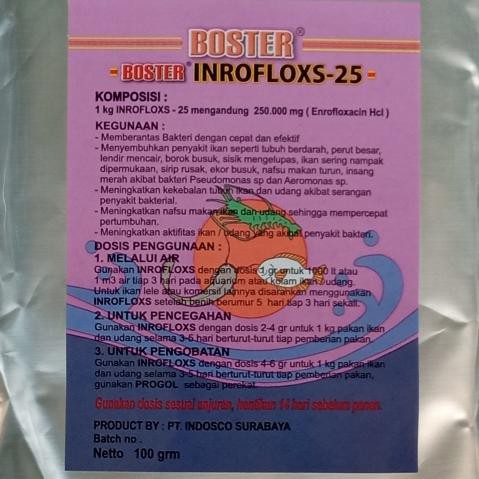 BOSTER®
- BOSTER® INROFLOXS-25 -
KOMPOSISI :
1 kg INROFLOXS - 25 mengandung 250.000 mg ( Enrofloxacin Hcl )
KEGUNAAN :
- Memberantas Bakteri dengan cepat dan efektif
- Menyembuhkan penyakit ikan seperti tubuh berdarah, perut besar,
lendir mencair, borok busuk, sisik mengelupas, ikan sering nampak
dipermukaan, sirip rusak, ekor busuk, nafsu makan turun, insang
merah akibat bakteri Pseudomonas sp dan Aeromonas sp.
- Meningkatkan kekebalan tubuh ikan dan udang akibat serangan
penyakit bakterial.
- Meningkatkan nafsu makan ikan dan udang sehingga mempercepat
pertumbuhan.
- Meningkatkan aktifitas ikan / udang yang akibat penyakit bakteri.
DOSIS PENGGUNAAN :
1. MELALUI AIR
Gunakan INROFLOXS dengan dosis 1 gr untuk 1000 lt atau
1 m3 air tiap 3 hari pada aquarium atau kolam ikan / udang.
Untuk ikan lele atau komersil lainnya disarankan menggunakan
INROFLOXS setelah benih berumur 5 hari tiap 3 hari sekali.
2. UNTUK PENCEGAHAN
Gunakan INROFLOXS dengan dosis 2-4 gr untuk 1 kg pakan ikan
dan udang selama 3-5 hari berturut-turut tiap pemberian pakan.
3. UNTUK PENGOBATAN
Gunakan INROFLOXS dengan dosis 4-6 gr untuk 1 kg pakan ikan
dan udang selama 3-5 hari berturut-turut tiap pemberian pakan,
gunakan PROGOL sebagai perekat.
Gunakan dosis sesuai anjuran, hentikan 14 hari sebelum panen.
PRODUCT BY : PT. INDOSCO SURABAYA
Batch no .
Netto 100 grm